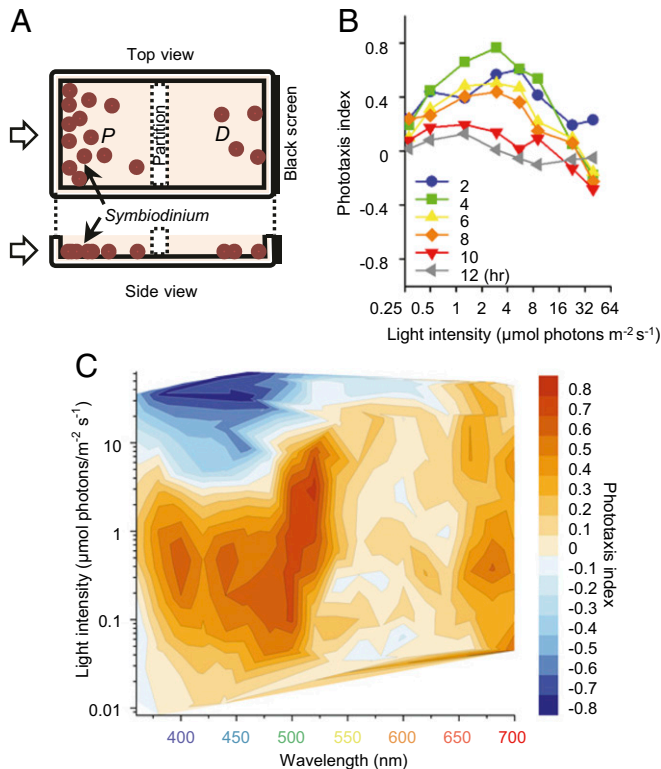 A
Top view
P
D
Partition
Black screen
Symbiodinium
Side view
B
Phototaxis index
0.8
0.4
0
-0.4
-0.8
2
4
6
8
10
12 (hr)
0.25 0.5 1 2 4 8 16 32 64
Light intensity (μmol photons m-2 s-1)
C
Light intensity (μmol photons/m-2 s-1)
10
1
0.1
0.01
400 450 500 550 600 650 700
Wavelength (nm)
0.8
0.7
0.6
0.5
0.4
0.3
0.2
0.1
0
-0.1
-0.2
-0.3
-0.4
-0.5
-0.6
-0.7
-0.8
Phototaxis index